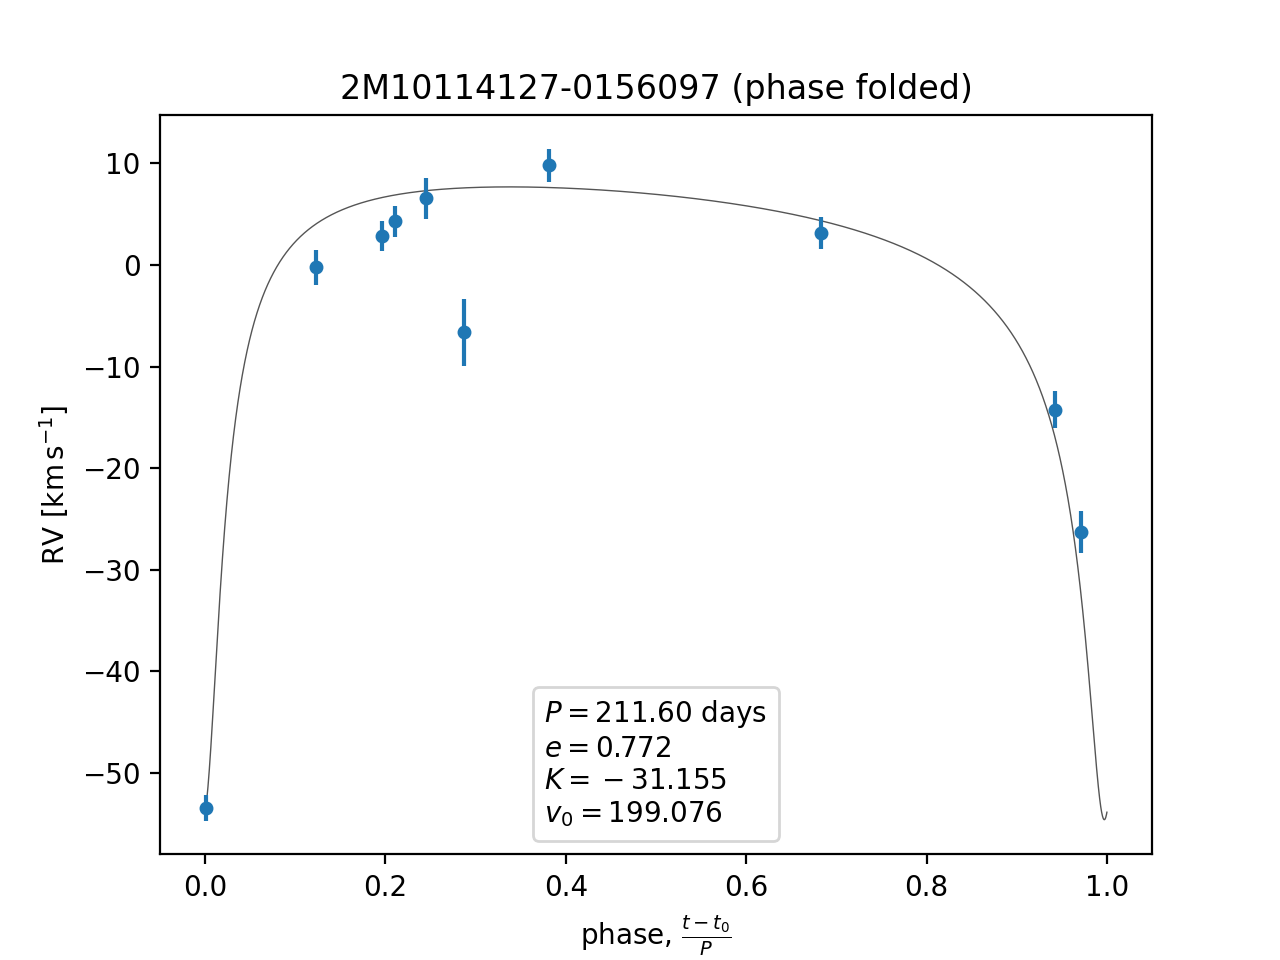 2M10114127-0156097 (phase folded)
10
0
−10
−20
−30
−40
−50
RV [km s⁻¹]
P = 211.60 days
e = 0.772
K = −31.155
v₀ = 199.076
0.0 0.2 0.4 0.6 0.8 1.0
phase, (t − t₀)/P